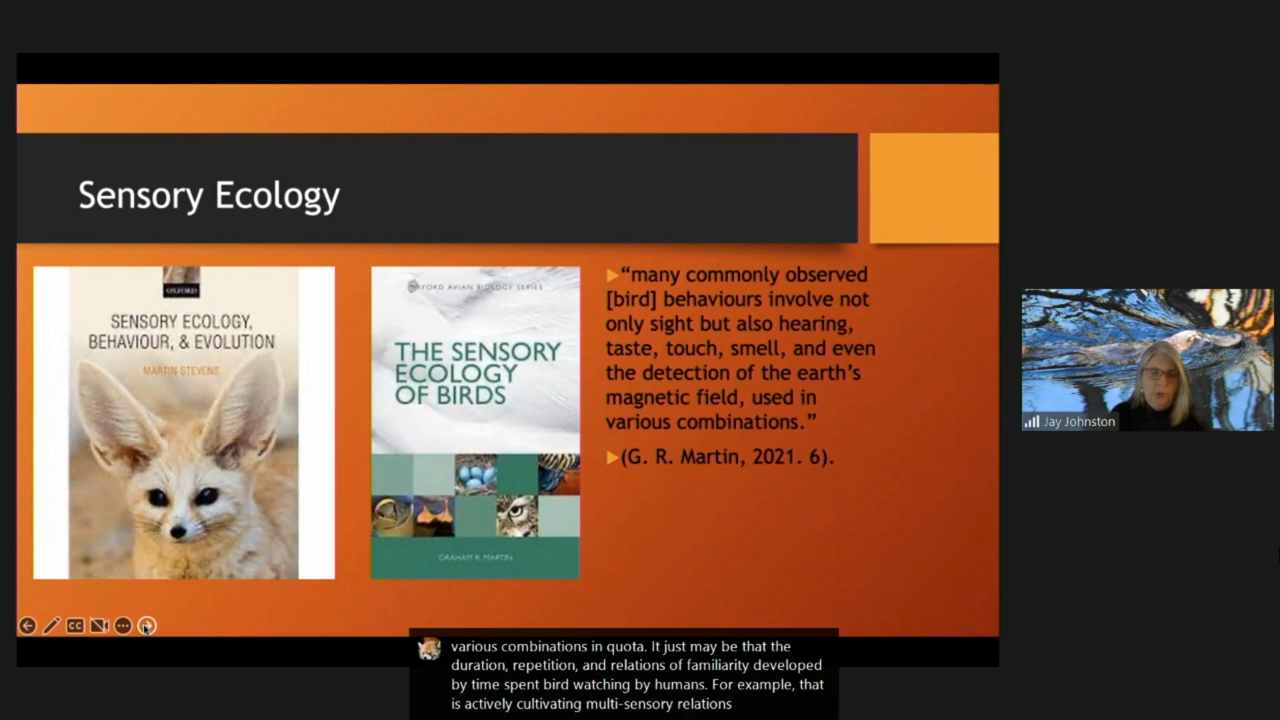 Sensory Ecology
OXFORD
SENSORY ECOLOGY,
BEHAVIOUR, & EVOLUTION
MARTIN STEVENS
OXFORD AVIAN BIOLOGY SERIES
THE SENSORY
ECOLOGY
OF BIRDS
GRAHAM R. MARTIN
“many commonly observed
[bird] behaviours involve not
only sight but also hearing,
taste, touch, smell, and even
the detection of the earth’s
magnetic field, used in
various combinations.”
(G. R. Martin, 2021. 6).
Jay Johnston
CC
various combinations in quota. It just may be that the
duration, repetition, and relations of familiarity developed
by time spent bird watching by humans. For example, that
is actively cultivating multi-sensory relations